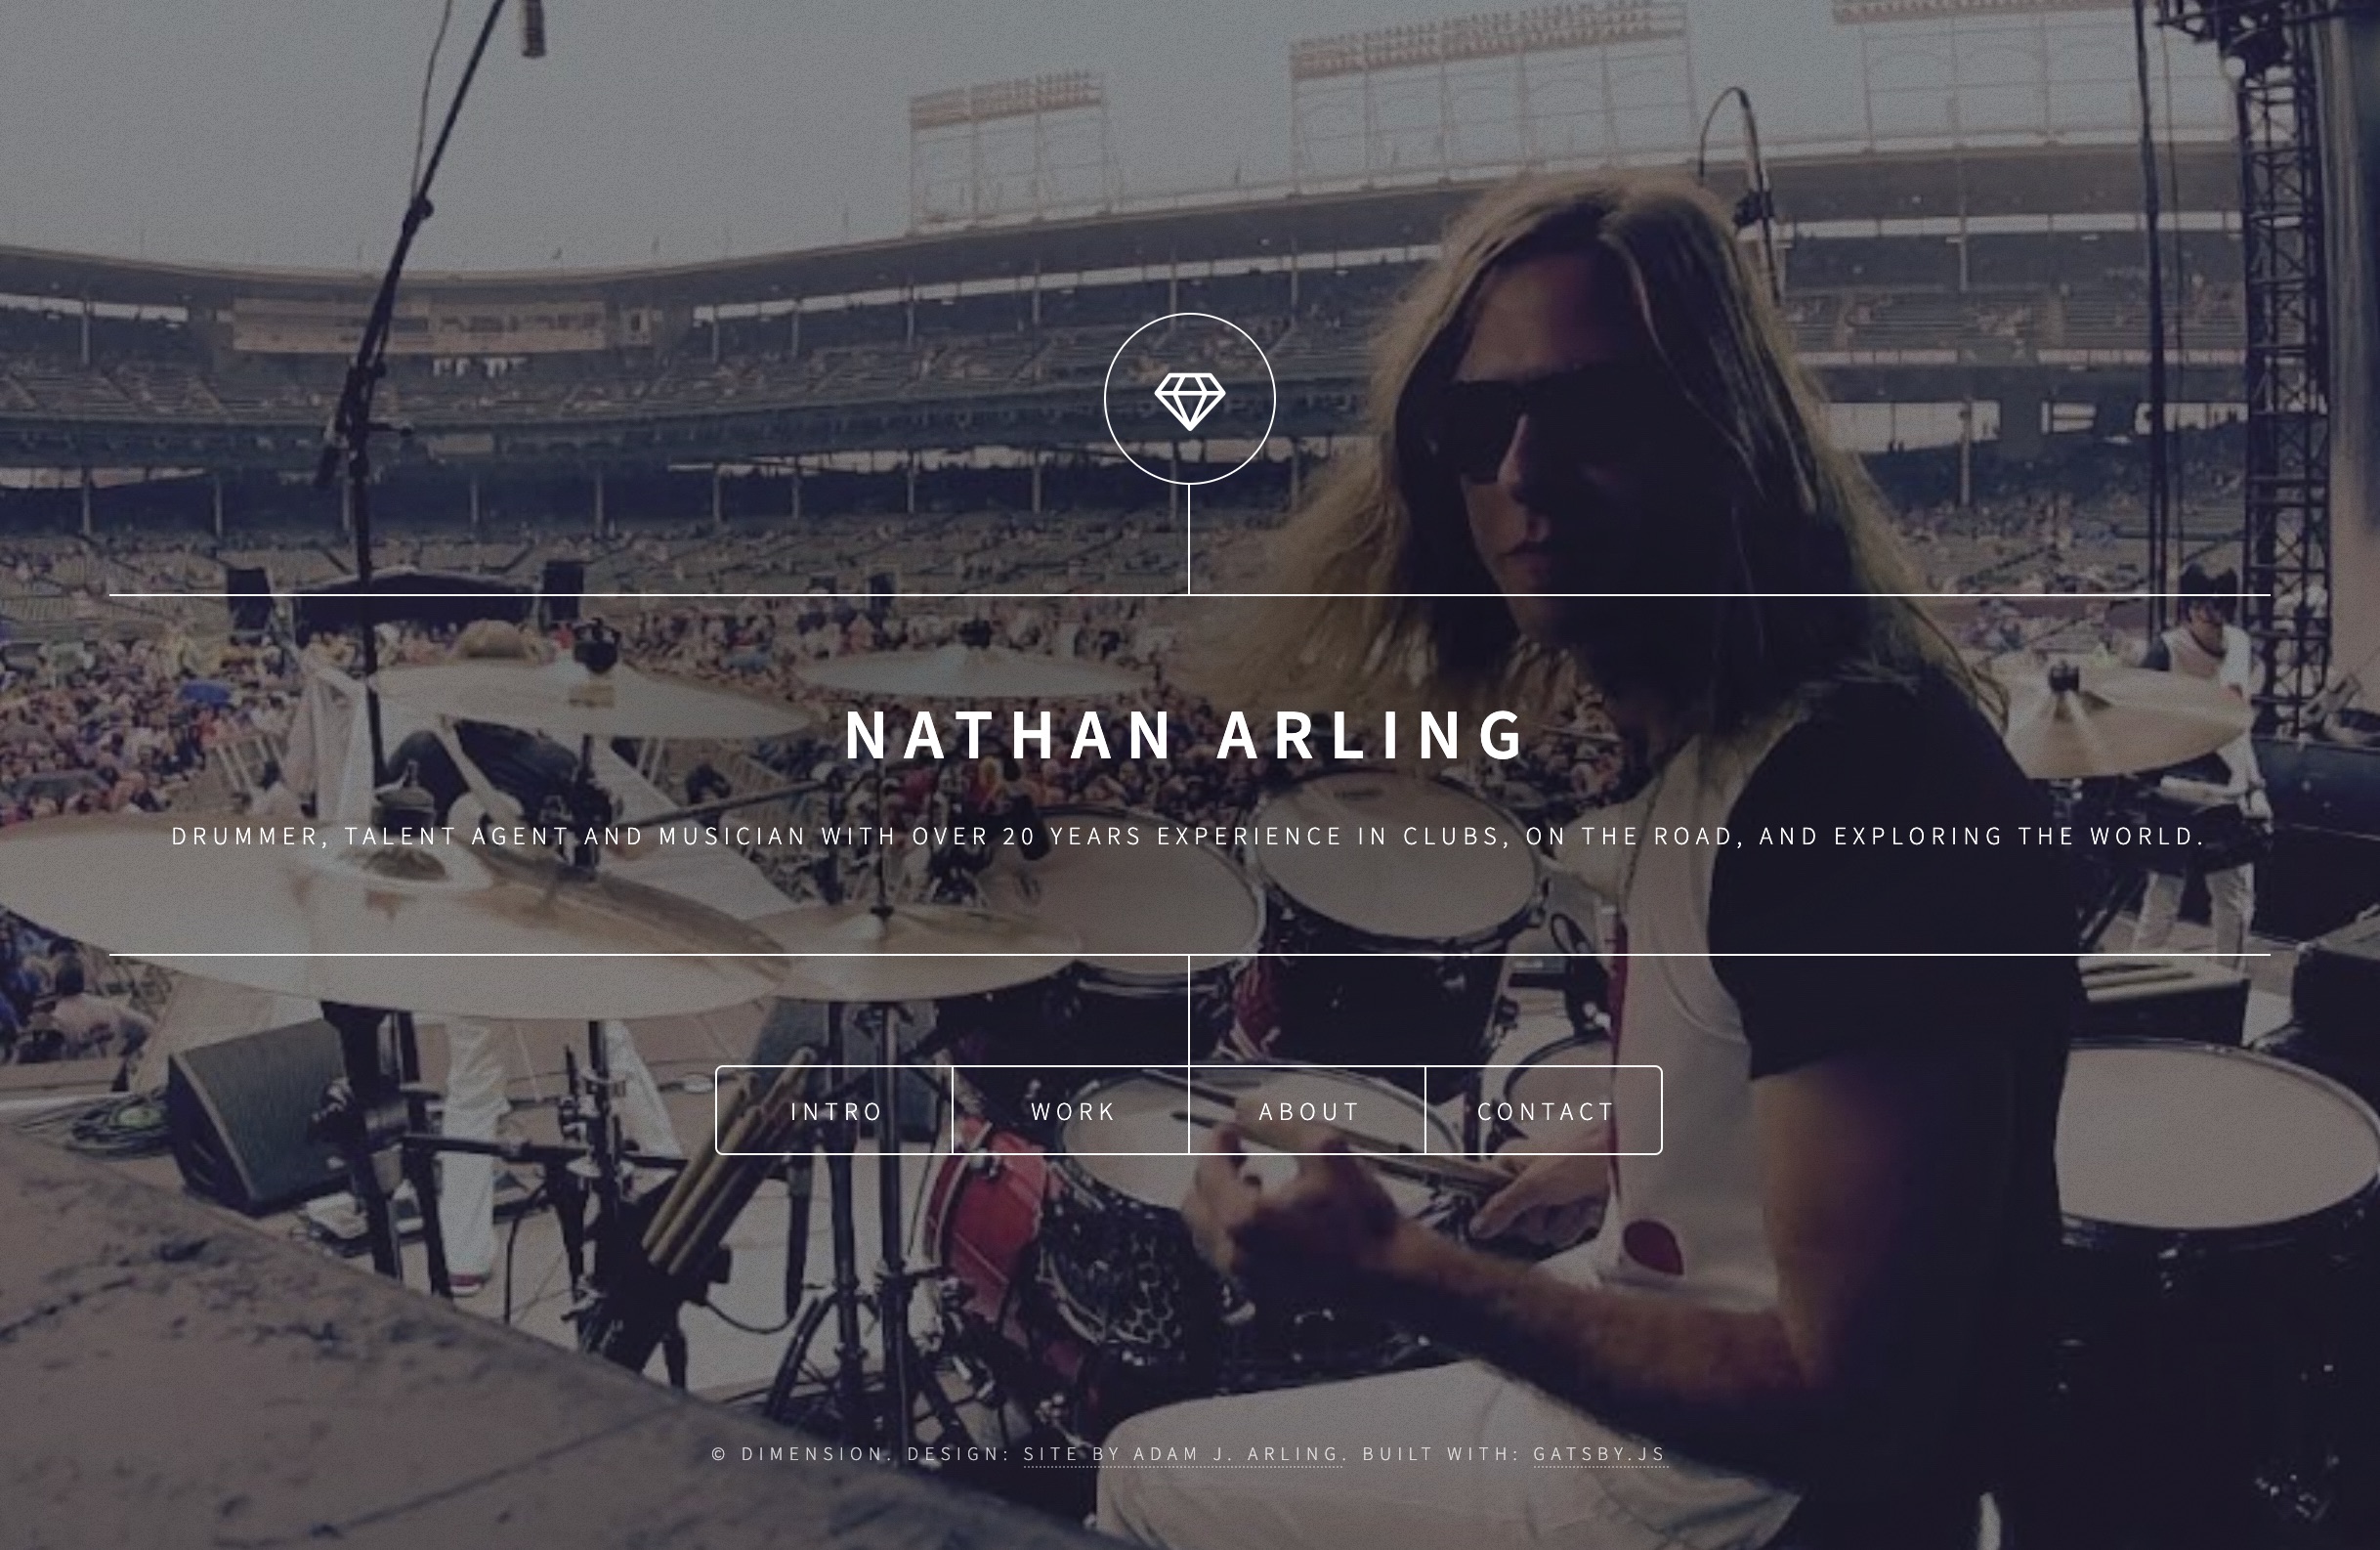 NATHAN ARLING
DRUMMER, TALENT AGENT AND MUSICIAN WITH OVER 20 YEARS EXPERIENCE IN CLUBS, ON THE ROAD, AND EXPLORING THE WORLD.
INTRO WORK ABOUT CONTACT
© DIMENSION. DESIGN: SITE BY ADAM J. ARLING. BUILT WITH: GATSBY.JS